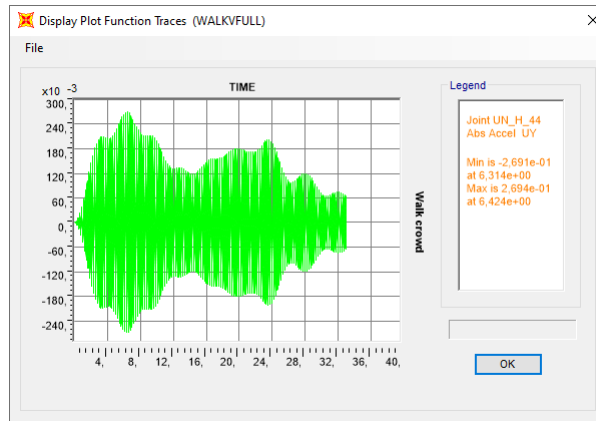 Display Plot Function Traces (WALKVFULL)
File
TIME
x10 -3
300,
240,
180,
120,
60,
0,
-60,
-120,
-180,
-240,
4, 8, 12, 16, 20, 24, 28, 32, 36, 40,
Walk crowd
Legend
Joint UN_H_44
Abs Accel UY
Min is -2,691e-01
at 6,314e+00
Max is 2,694e-01
at 6,424e+00
OK